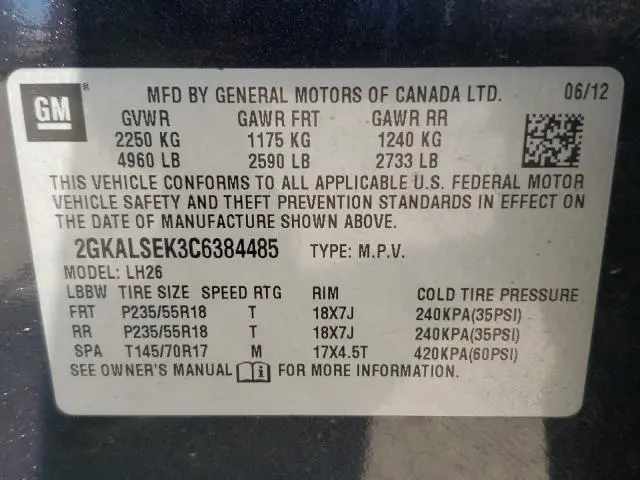 GM ®
MFD BY GENERAL MOTORS OF CANADA LTD. 06/12
GVWR GAWR FRT GAWR RR
2250 KG 1175 KG 1240 KG
4960 LB 2590 LB 2733 LB
THIS VEHICLE CONFORMS TO ALL APPLICABLE U.S. FEDERAL MOTOR
VEHICLE SAFETY AND THEFT PREVENTION STANDARDS IN EFFECT ON
THE DATE OF MANUFACTURE SHOWN ABOVE.
2GKALSEK3C6384485 TYPE: M.P.V.
MODEL: LH26
LBBW TIRE SIZE SPEED RTG RIM COLD TIRE PRESSURE
FRT P235/55R18 T 18X7J 240KPA(35PSI)
RR P235/55R18 T 18X7J 240KPA(35PSI)
SPA T145/70R17 M 17X4.5T 420KPA(60PSI)
SEE OWNER'S MANUAL i FOR MORE INFORMATION.